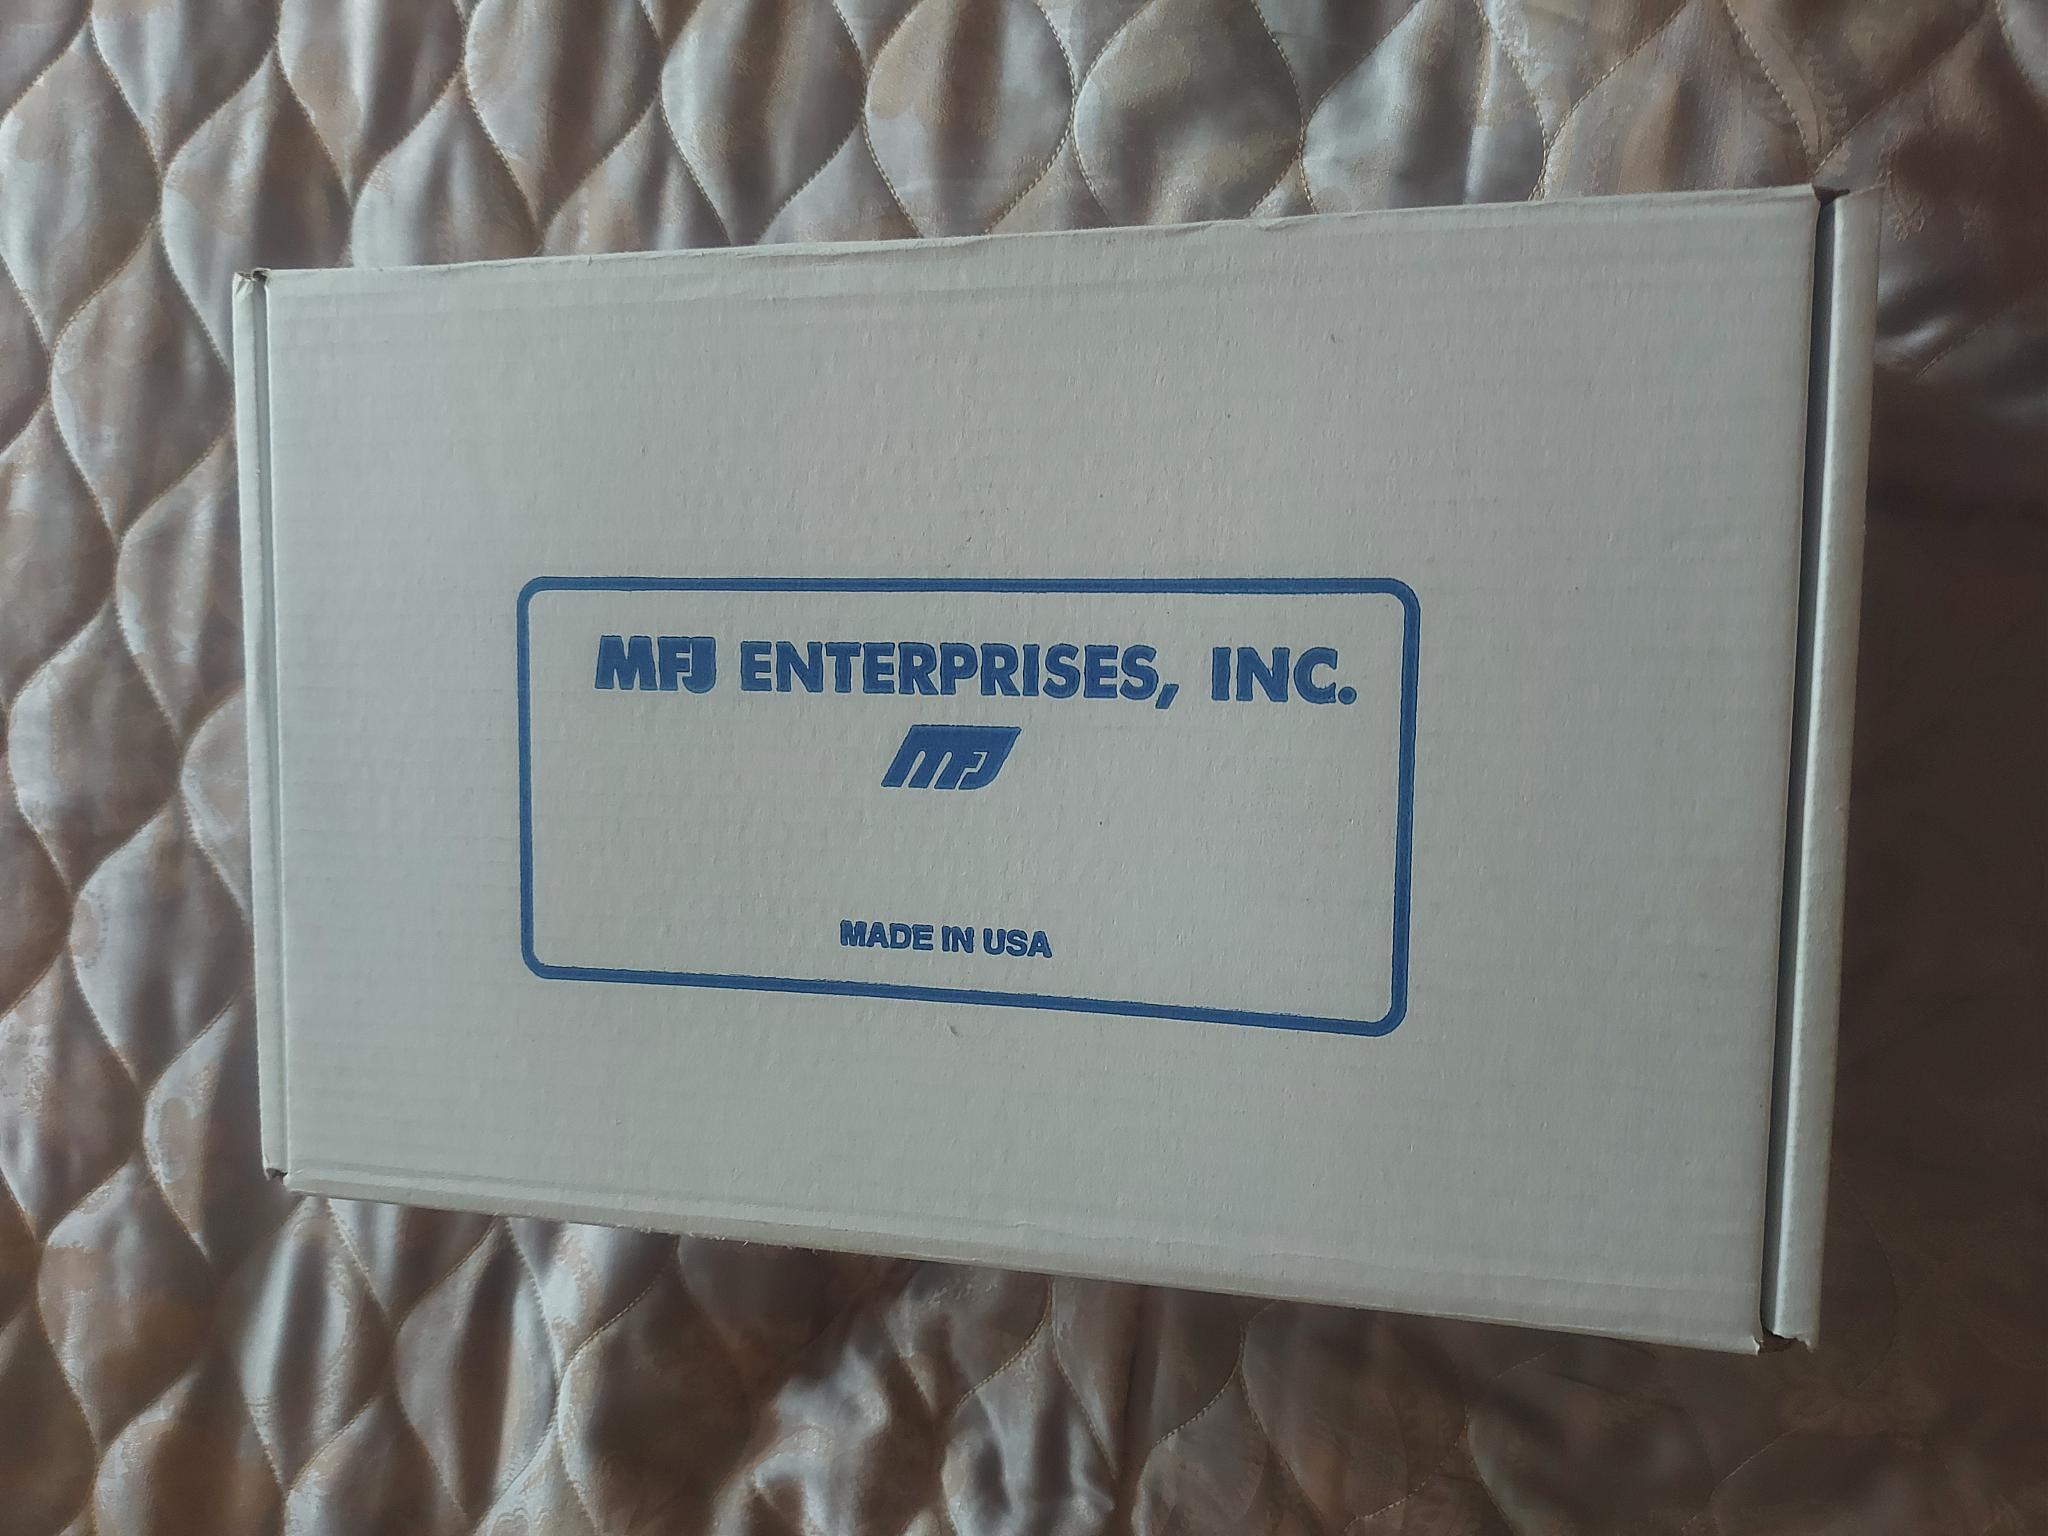 MFJ ENTERPRISES, INC.
MFJ
MADE IN USA